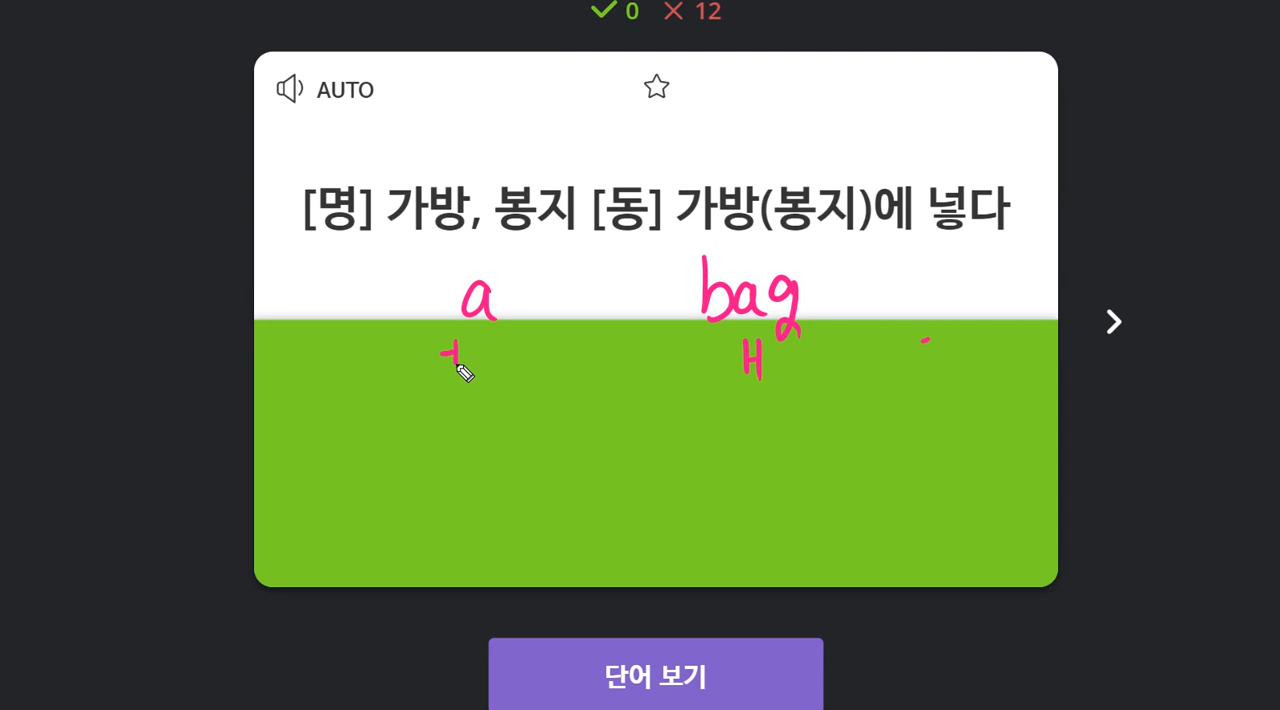 0 12
AUTO
[명] 가방, 봉지 [동] 가방(봉지)에 넣다
a bag
ㅓ ㅐ
단어 보기